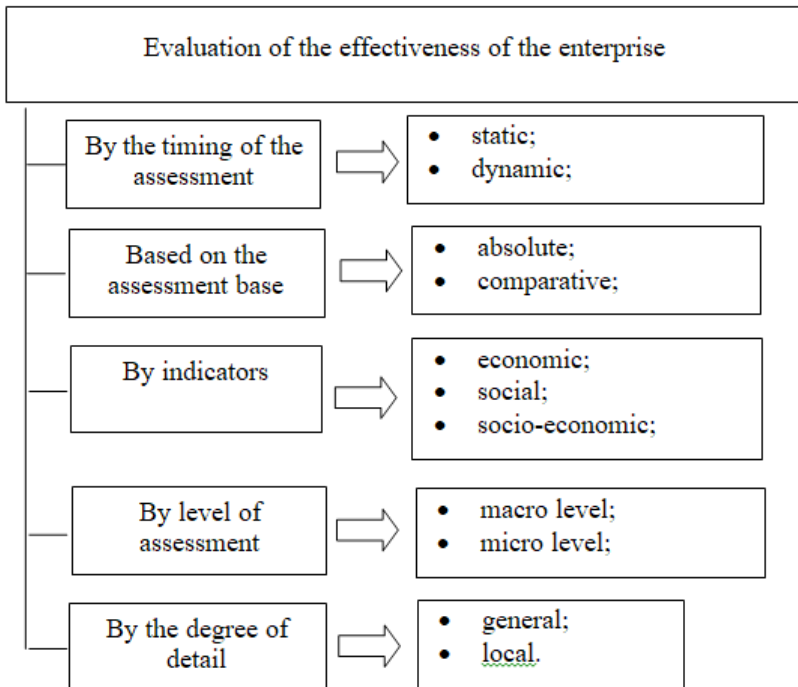 Evaluation of the effectiveness of the enterprise
By the timing of the
assessment
• static;
• dynamic;
Based on the
assessment base
• absolute;
• comparative;
By indicators
• economic;
• social;
• socio-economic;
By level of
assessment
• macro level;
• micro level;
By the degree of
detail
• general;
• local.